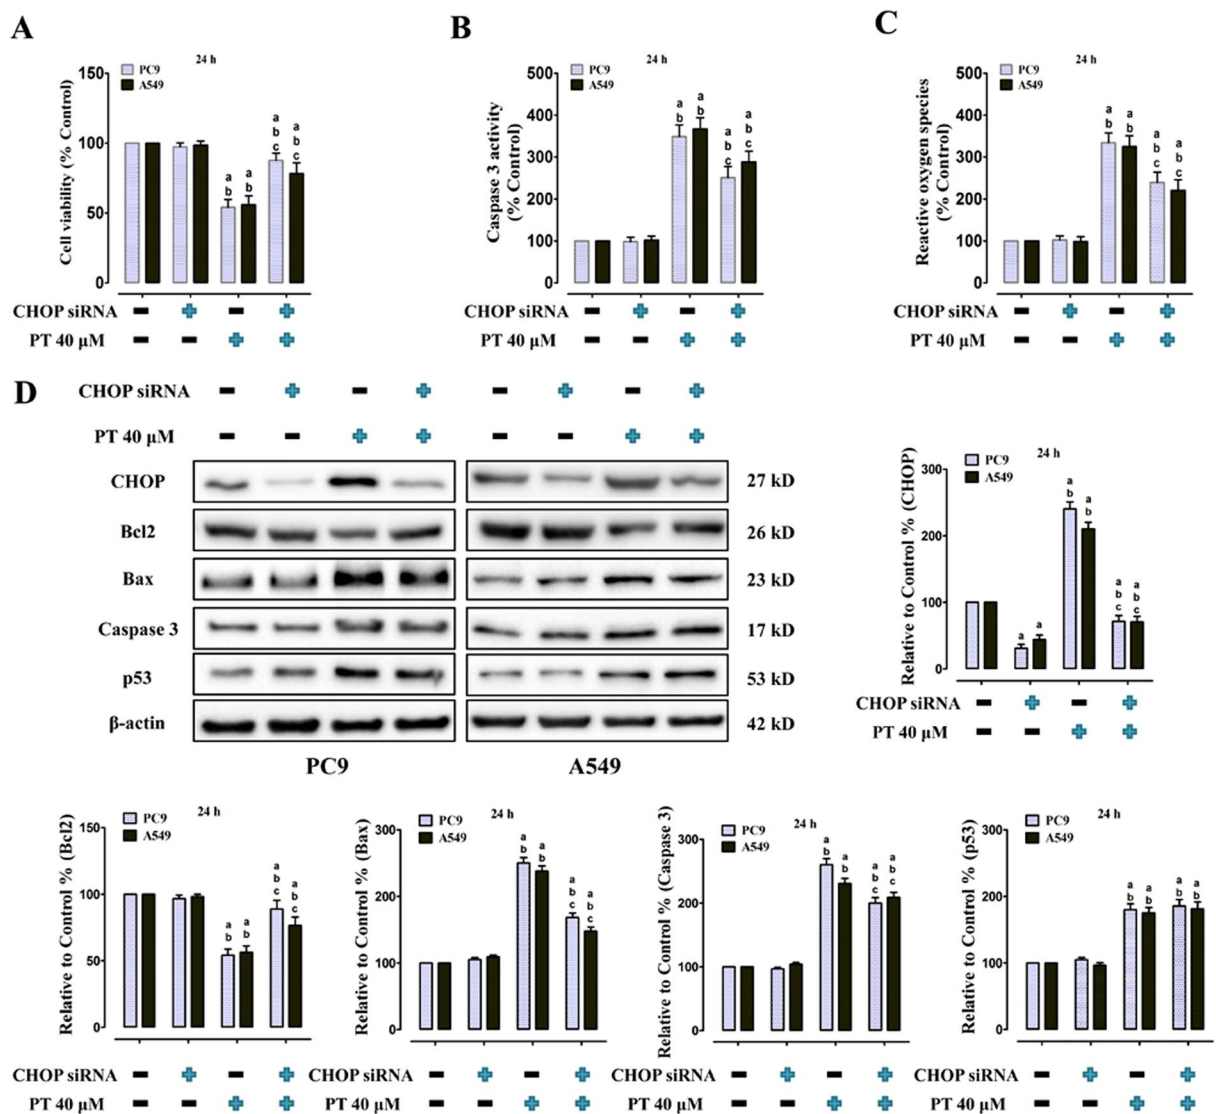 A
24 h
PC9
A549
Cell viability (% Control)
150
100
50
0
a b
a b
a b c
a b c
CHOP siRNA
PT 40 μM
B
24 h
PC9
A549
Caspase 3 activity
(% Control)
500
400
300
200
100
0
a b
a b
a b c
a b c
CHOP siRNA
PT 40 μM
C
24 h
PC9
A549
Reactive oxygen species
(% Control)
500
400
300
200
100
0
a b
a b
a b c
a b c
CHOP siRNA
PT 40 μM
D
CHOP siRNA
PT 40 μM
CHOP 27 kD
Bcl2 26 kD
Bax 23 kD
Caspase 3 17 kD
p53 53 kD
β-actin 42 kD
PC9 A549
24 h
PC9
A549
Relative to Control % (CHOP)
300
200
100
0
a
a
a b
a b
a b c
a b c
CHOP siRNA
PT 40 μM
24 h
PC9
A549
Relative to Control % (Bcl2)
150
100
50
0
a b
a b
a b c
a b c
CHOP siRNA
PT 40 μM
24 h
PC9
A549
Relative to Control % (Bax)
300
200
100
0
a b
a b
a b c
a b c
CHOP siRNA
PT 40 μM
24 h
PC9
A549
Relative to Control % (Caspase 3)
300
200
100
0
a b
a b
a b c
a b c
CHOP siRNA
PT 40 μM
24 h
PC9
A549
Relative to Control % (p53)
300
200
100
0
a b
a b
a b
a b
CHOP siRNA
PT 40 μM